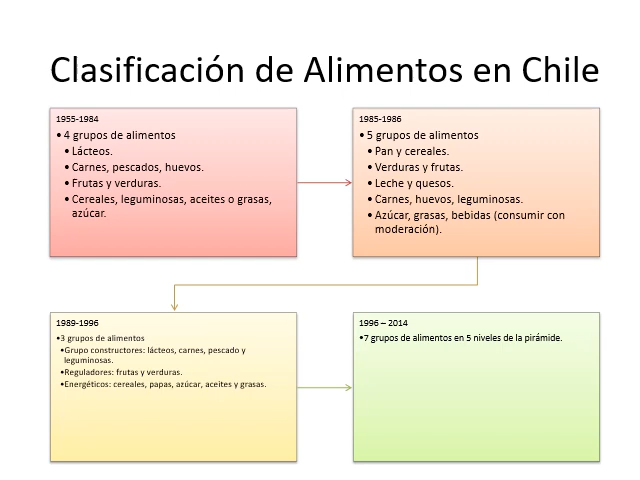 Clasificación de Alimentos en Chile
1955-1984
• 4 grupos de alimentos
• Lácteos.
• Carnes, pescados, huevos.
• Frutas y verduras.
• Cereales, leguminosas, aceites o grasas,
azúcar.
1985-1986
• 5 grupos de alimentos
• Pan y cereales.
• Verduras y frutas.
• Leche y quesos.
• Carnes, huevos, leguminosas.
• Azúcar, grasas, bebidas (consumir con
moderación).
1989-1996
•3 grupos de alimentos
•Grupo constructores: lácteos, carnes, pescado y
leguminosas.
•Reguladores: frutas y verduras.
•Energéticos: cereales, papas, azúcar, aceites y grasas.
1996 – 2014
•7 grupos de alimentos en 5 niveles de la pirámide.